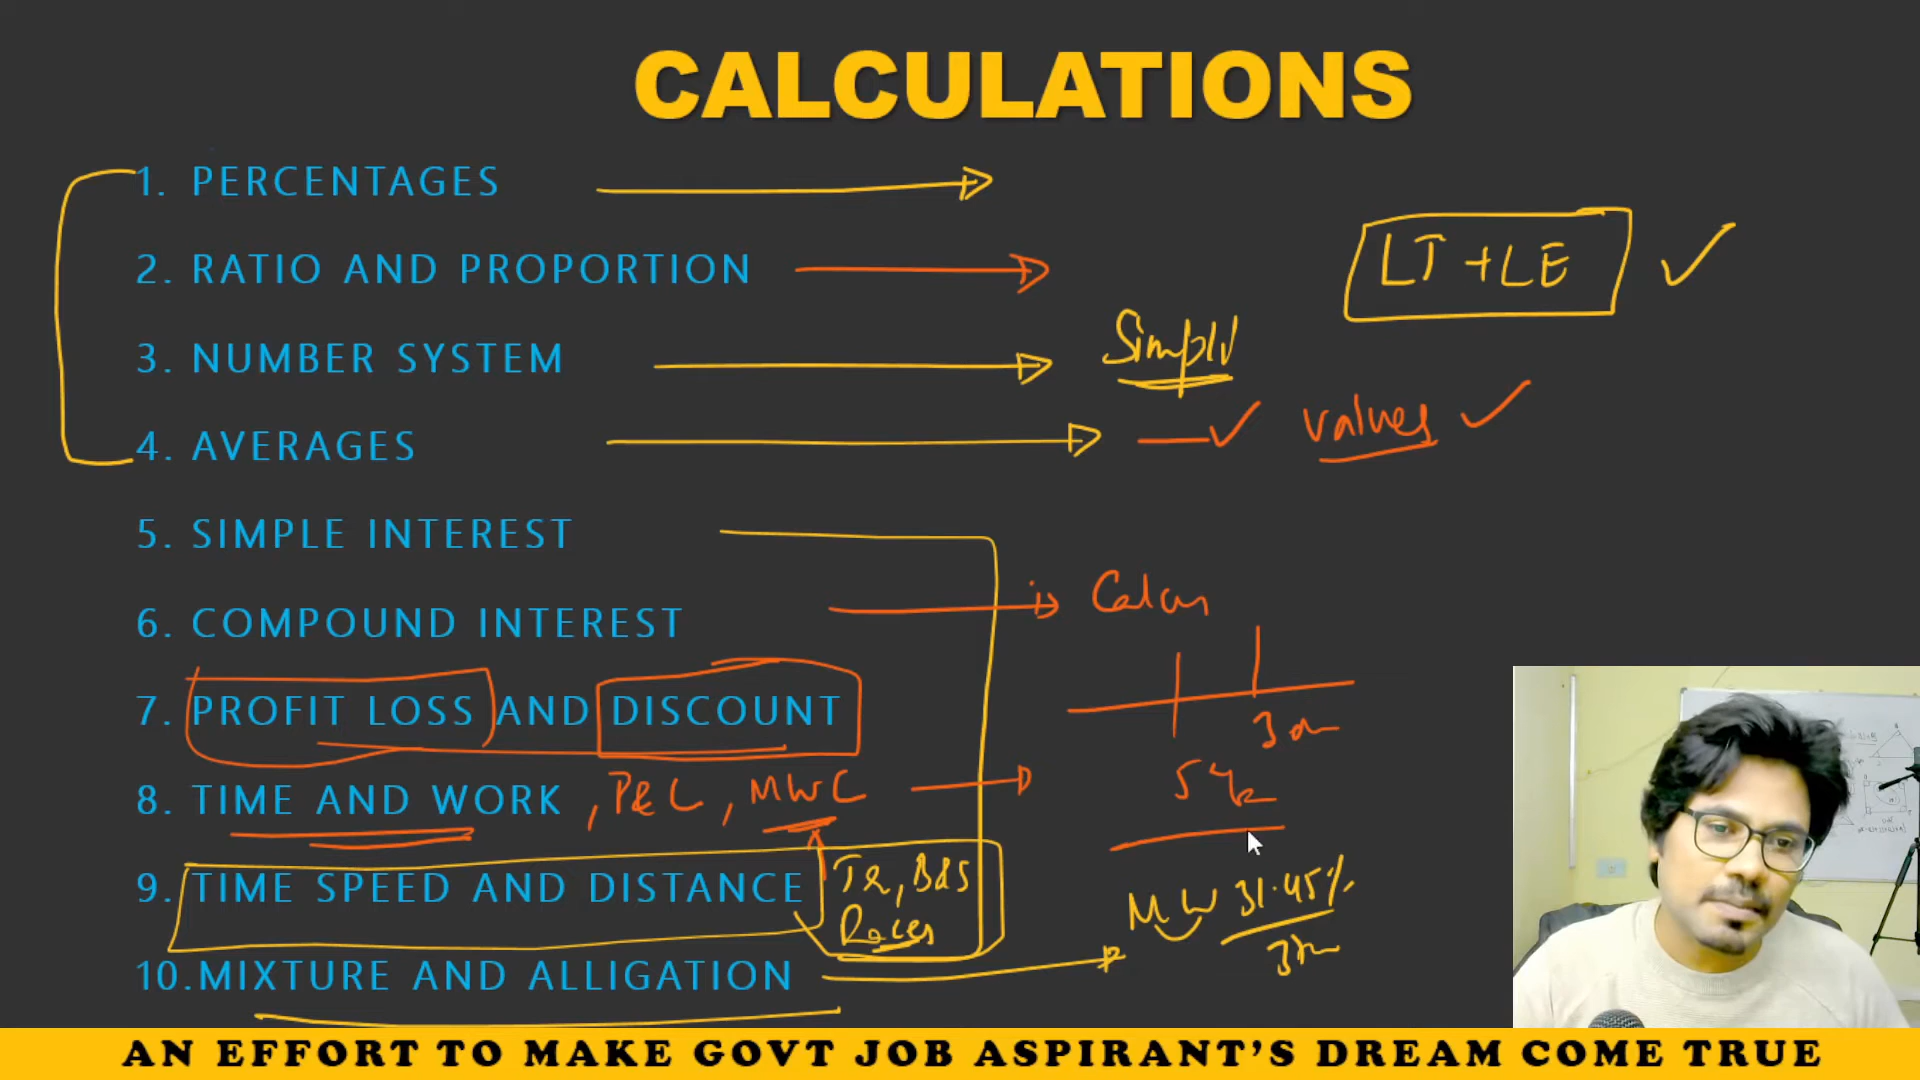 CALCULATIONS
1. PERCENTAGES
LT + LE
2. RATIO AND PROPORTION
3. NUMBER SYSTEM
values
4. AVERAGES
5. SIMPLE INTEREST
6. COMPOUND INTEREST
7. PROFIT LOSS AND DISCOUNT
8. TIME AND WORK , P&C , MWC
9. TIME SPEED AND DISTANCE
TR, B&S
Races
MW 31.45%
10.MIXTURE AND ALLIGATION
AN EFFORT TO MAKE GOVT JOB ASPIRANT'S DREAM COME TRUE